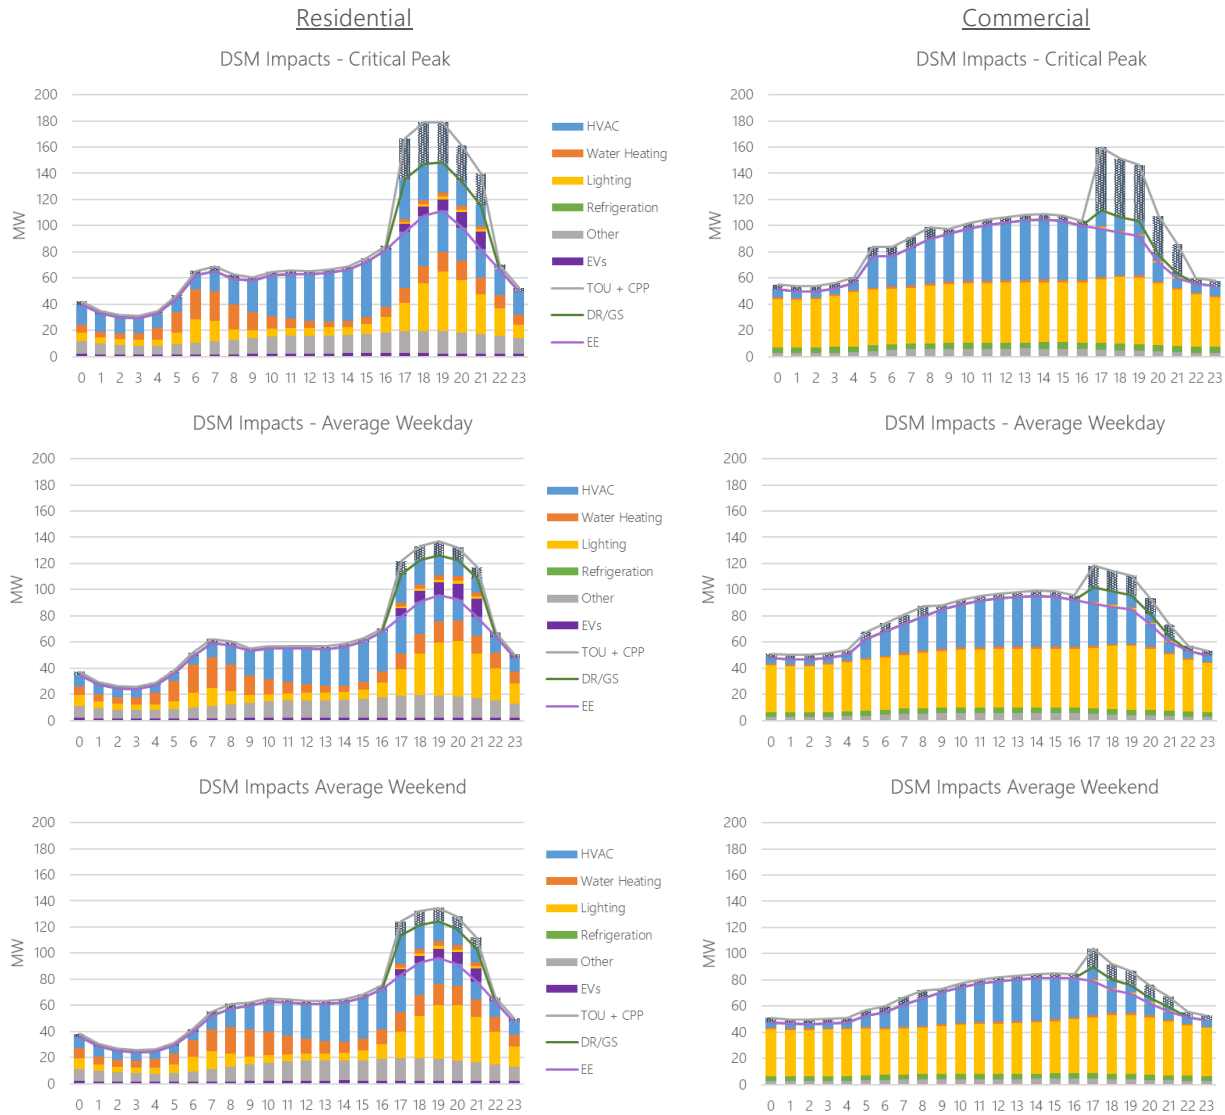 Residential
Commercial
DSM Impacts - Critical Peak
200
180
160
140
120
100
80
60
40
20
0
MW
0 1 2 3 4 5 6 7 8 9 10 11 12 13 14 15 16 17 18 19 20 21 22 23
HVAC
Water Heating
Lighting
Refrigeration
Other
EVs
TOU + CPP
DR/GS
EE
DSM Impacts - Critical Peak
200
180
160
140
120
100
80
60
40
20
0
MW
0 1 2 3 4 5 6 7 8 9 10 11 12 13 14 15 16 17 18 19 20 21 22 23
DSM Impacts - Average Weekday
200
180
160
140
120
100
80
60
40
20
0
MW
0 1 2 3 4 5 6 7 8 9 10 11 12 13 14 15 16 17 18 19 20 21 22 23
HVAC
Water Heating
Lighting
Refrigeration
Other
EVs
TOU + CPP
DR/GS
EE
DSM Impacts - Average Weekday
200
180
160
140
120
100
80
60
40
20
0
MW
0 1 2 3 4 5 6 7 8 9 10 11 12 13 14 15 16 17 18 19 20 21 22 23
DSM Impacts Average Weekend
200
180
160
140
120
100
80
60
40
20
0
MW
0 1 2 3 4 5 6 7 8 9 10 11 12 13 14 15 16 17 18 19 20 21 22 23
HVAC
Water Heating
Lighting
Refrigeration
Other
EVs
TOU + CPP
DR/GS
EE
DSM Impacts Average Weekend
200
180
160
140
120
100
80
60
40
20
0
MW
0 1 2 3 4 5 6 7 8 9 10 11 12 13 14 15 16 17 18 19 20 21 22 23